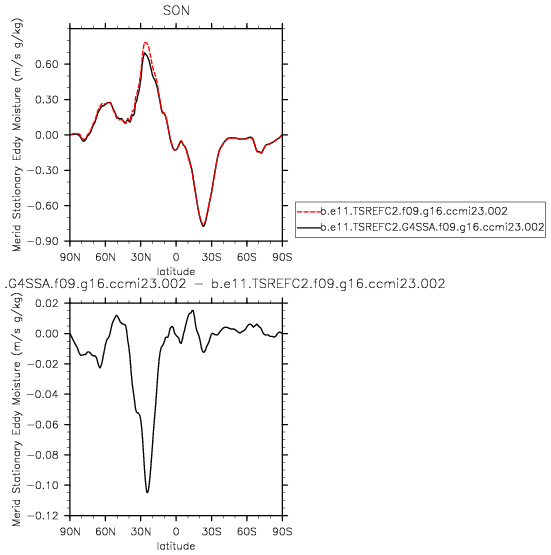 SON
Merid Stationary Eddy Moisture (m/s g/kg)
0.60
0.30
0.00
−0.30
−0.60
−0.90
90N 60N 30N 0 30S 60S 90S
latitude
b.e11.TSREFC2.f09.g16.ccmi23.002
b.e11.TSREFC2.G4SSA.f09.g16.ccmi23.002
.G4SSA.f09.g16.ccmi23.002 − b.e11.TSREFC2.f09.g16.ccmi23.002
Merid Stationary Eddy Moisture (m/s g/kg)
0.02
0.00
−0.02
−0.04
−0.06
−0.08
−0.10
−0.12
90N 60N 30N 0 30S 60S 90S
latitude